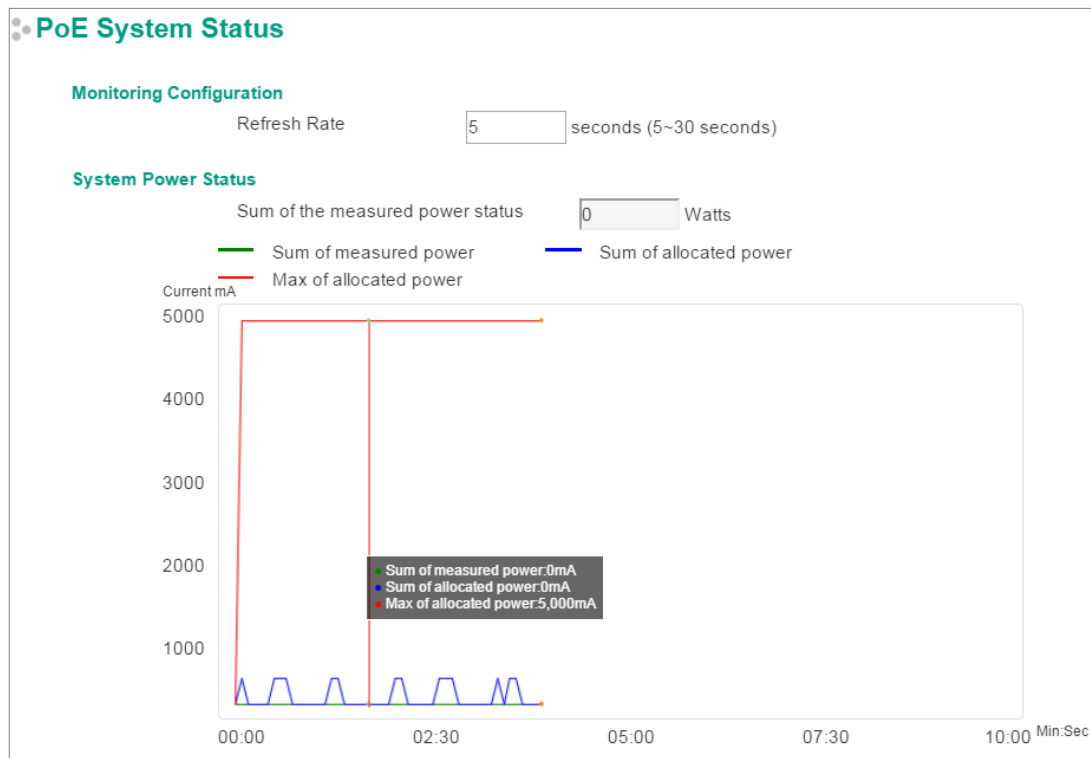 PoE System Status
Monitoring Configuration
Refresh Rate 5 seconds (5~30 seconds)
System Power Status
Sum of the measured power status 0 Watts
Sum of measured power Sum of allocated power
Max of allocated power
Current mA
5000
4000
3000
2000
Sum of measured power:0mA
Sum of allocated power:0mA
Max of allocated power:5,000mA
1000
00:00 02:30 05:00 07:30 10:00 Min:Sec